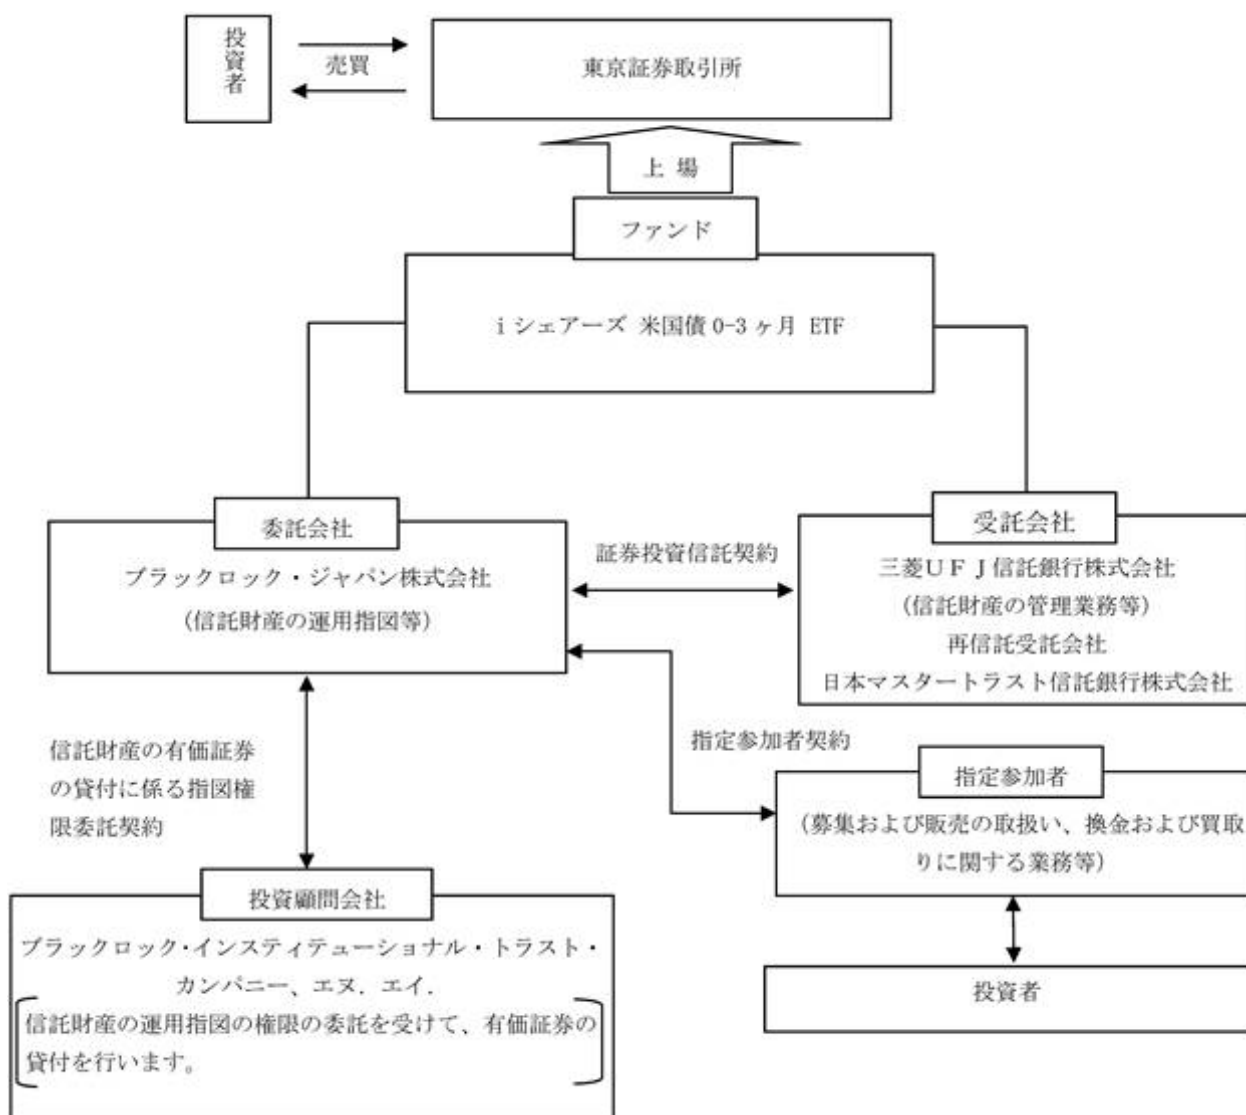 投資者
売買
東京証券取引所
上 場
ファンド
i シェアーズ 米国債 0-3 ヶ月 ETF
委託会社
ブラックロック・ジャパン株式会社
(信託財産の運用指図等)
証券投資信託契約
受託会社
三菱UFJ信託銀行株式会社
(信託財産の管理業務等)
再信託受託会社
日本マスタートラスト信託銀行株式会社
信託財産の有価証券
の貸付に係る指図権
限委託契約
指定参加者契約
指定参加者
(募集および販売の取扱い、換金および買取
りに関する業務等)
投資顧問会社
ブラックロック・インスティテューショナル・トラスト・
カンパニー、エヌ．エイ．
信託財産の運用指図の権限の委託を受けて、有価証券の
貸付を行います。
投資者